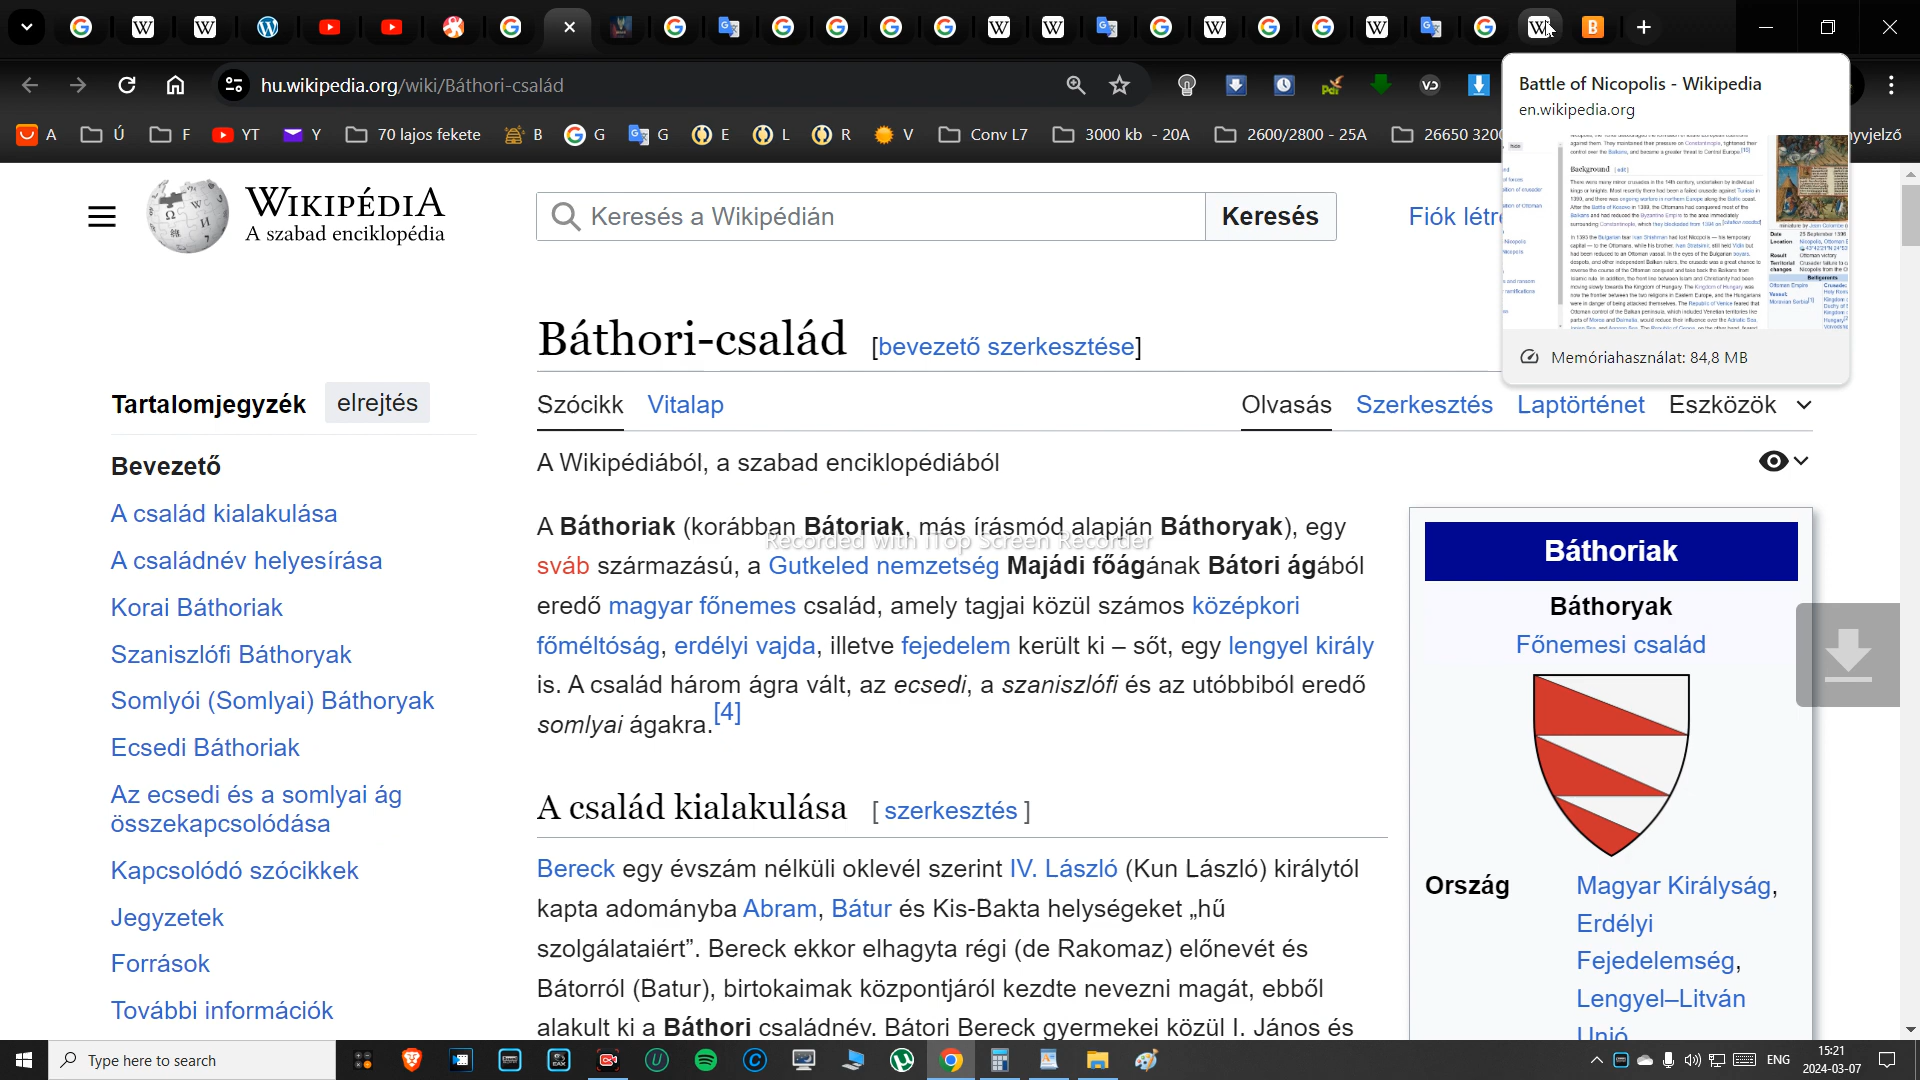 hu.wikipedia.org/wiki/Báthori-család
Battle of Nicopolis - Wikipedia
en.wikipedia.org
A
Ú
F
YT
Y
70 lajos fekete
B
G
G
E
L
R
V
Conv L7
3000 kb - 20A
2600/2800 - 25A
26650 320
Background [edit]
Memóriahasználat: 84,8 MB
WIKIPÉDIA
A szabad enciklopédia
Keresés a Wikipédián
Keresés
Fiók létre
Báthori-család [bevezető szerkesztése]
Tartalomjegyzék elrejtés
Szócikk Vitalap
Olvasás Szerkesztés Laptörténet Eszközök
Bevezető
A család kialakulása
A családnév helyesírása
Korai Báthoriak
Szaniszlófi Báthoryak
Somlyói (Somlyai) Báthoryak
Ecsedi Báthoriak
Az ecsedi és a somlyai ág
összekapcsolódása
Kapcsolódó szócikkek
Jegyzetek
Források
További információk
A Wikipédiából, a szabad enciklopédiából
A Báthoriak (korábban Bátoriak, más írásmód alapján Báthoryak), egy
Recorded with iTop Screen Recorder
sváb származású, a Gutkeled nemzetség Majádi főágának Bátori ágából
eredő magyar főnemes család, amely tagjai közül számos középkori
főméltóság, erdélyi vajda, illetve fejedelem került ki – sőt, egy lengyel király
is. A család három ágra vált, az ecsedi, a szaniszlófi és az utóbbiból eredő
somlyai ágakra.[4]
A család kialakulása [ szerkesztés ]
Bereck egy évszám nélküli oklevél szerint IV. László (Kun László) királytól
kapta adományba Abram, Bátur és Kis-Bakta helységeket „hű
szolgálataiért”. Bereck ekkor elhagyta régi (de Rakomaz) előnevét és
Bátorról (Batur), birtokaimak központjáról kezdte nevezni magát, ebből
alakult ki a Báthori családnév. Bátori Bereck gyermekei közül I. János és
Báthoriak
Báthoryak
Főnemesi család
Ország
Magyar Királyság,
Erdélyi
Fejedelemség,
Lengyel–Litván
Unió
Type here to search
ENG
15:21
2024-03-07